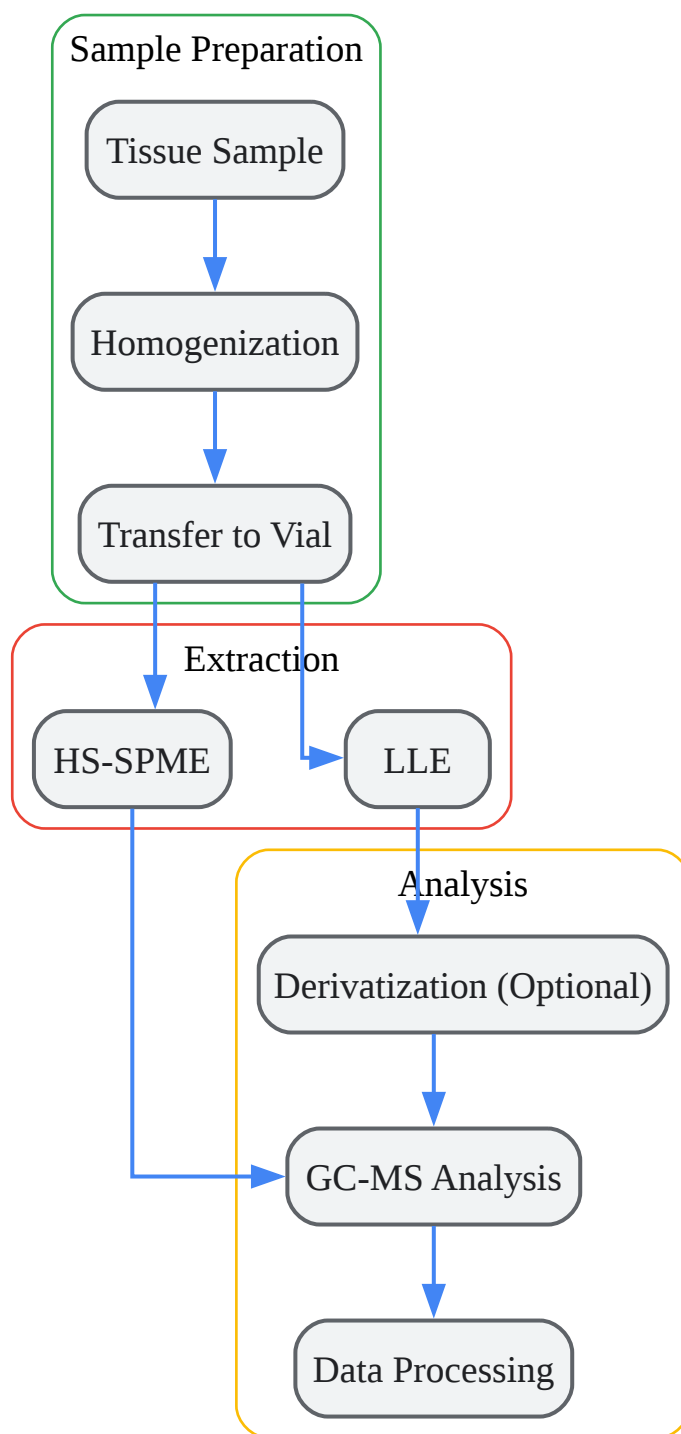 Sample Preparation
Tissue Sample
Homogenization
Transfer to Vial
Extraction
HS-SPME
LLE
Analysis
Derivatization (Optional)
GC-MS Analysis
Data Processing